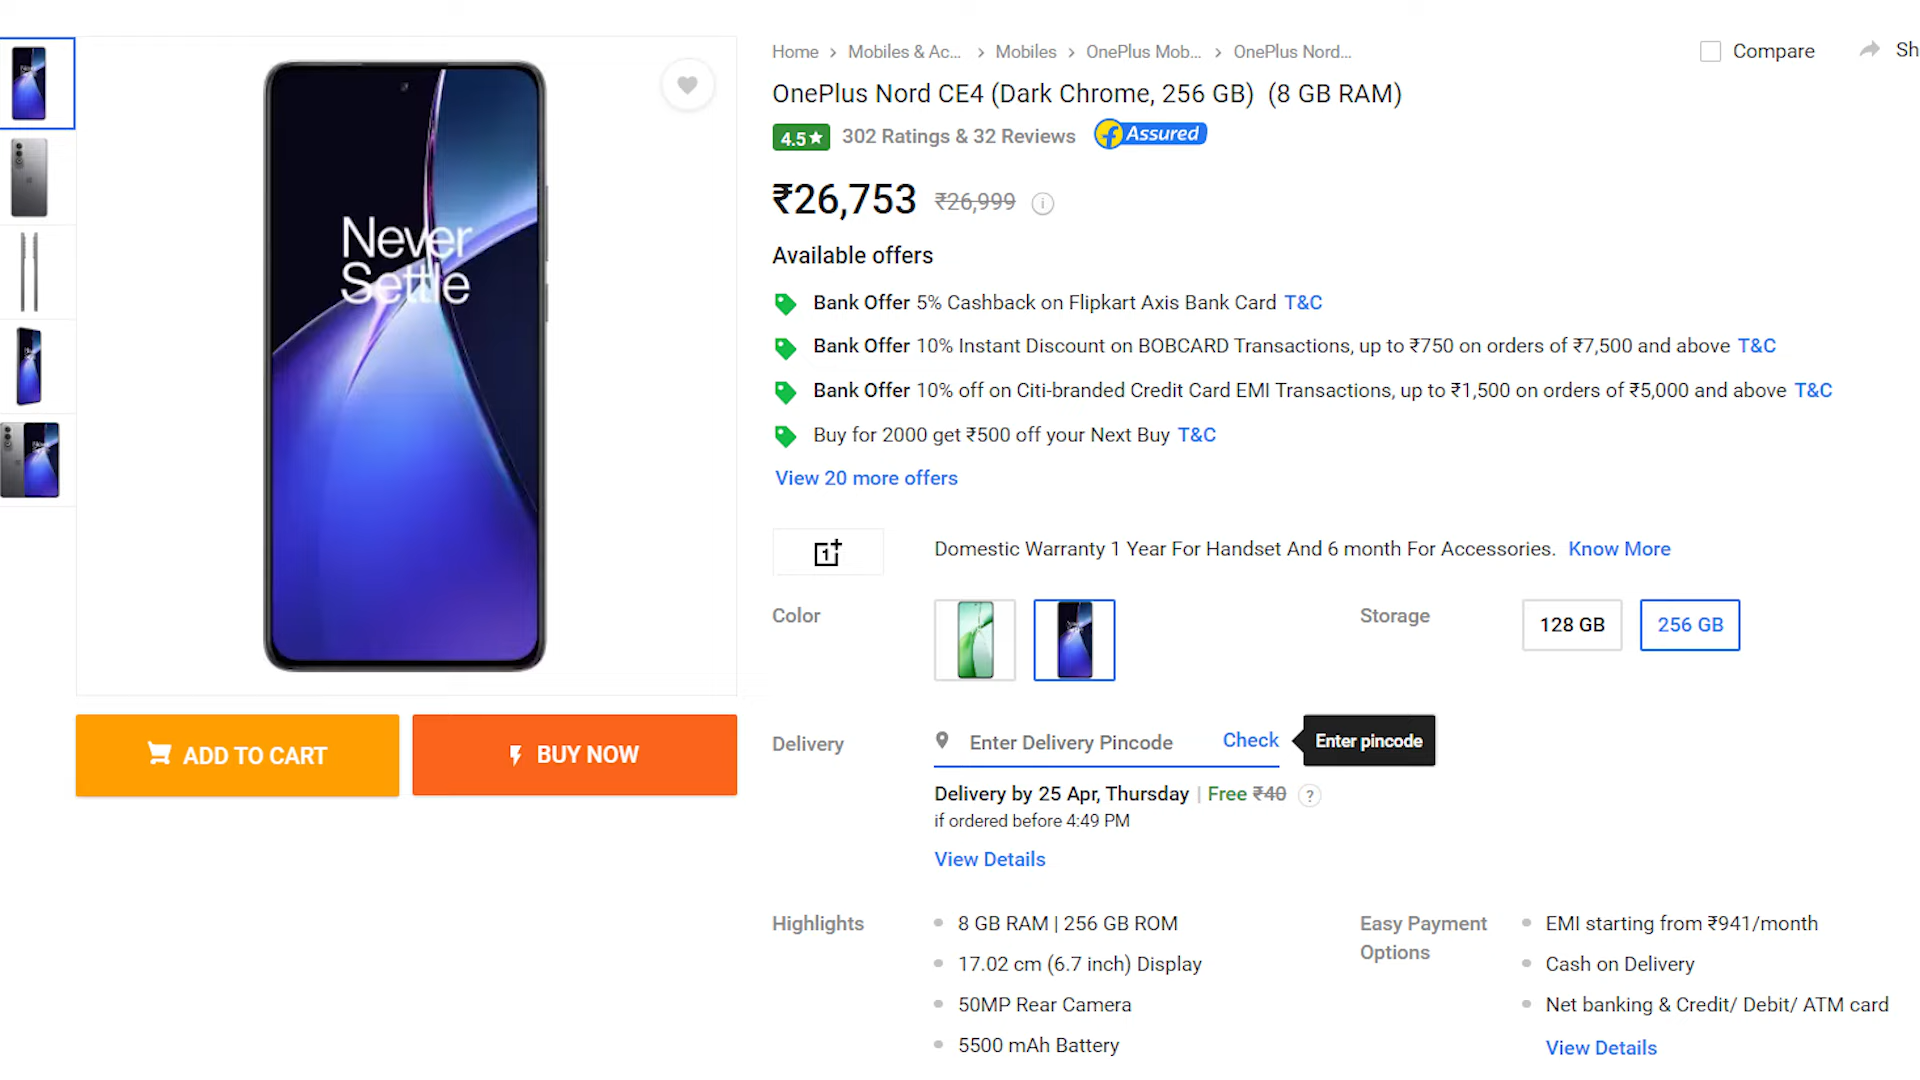 Home > Mobiles & Ac... > Mobiles > OnePlus Mob... > OnePlus Nord...
Compare
Sh
OnePlus Nord CE4 (Dark Chrome, 256 GB) (8 GB RAM)
4.5★ 302 Ratings & 32 Reviews Assured
₹26,753 ₹26,999
Available offers
Bank Offer 5% Cashback on Flipkart Axis Bank Card T&C
Bank Offer 10% Instant Discount on BOBCARD Transactions, up to ₹750 on orders of ₹7,500 and above T&C
Bank Offer 10% off on Citi-branded Credit Card EMI Transactions, up to ₹1,500 on orders of ₹5,000 and above T&C
Buy for 2000 get ₹500 off your Next Buy T&C
View 20 more offers
Never
Settle
Domestic Warranty 1 Year For Handset And 6 month For Accessories. Know More
Color
Storage
128 GB
256 GB
ADD TO CART
BUY NOW
Delivery
Enter Delivery Pincode
Check
Enter pincode
Delivery by 25 Apr, Thursday | Free ₹40 ?
if ordered before 4:49 PM
View Details
Highlights
8 GB RAM | 256 GB ROM
17.02 cm (6.7 inch) Display
50MP Rear Camera
5500 mAh Battery
Easy Payment
Options
EMI starting from ₹941/month
Cash on Delivery
Net banking & Credit/ Debit/ ATM card
View Details